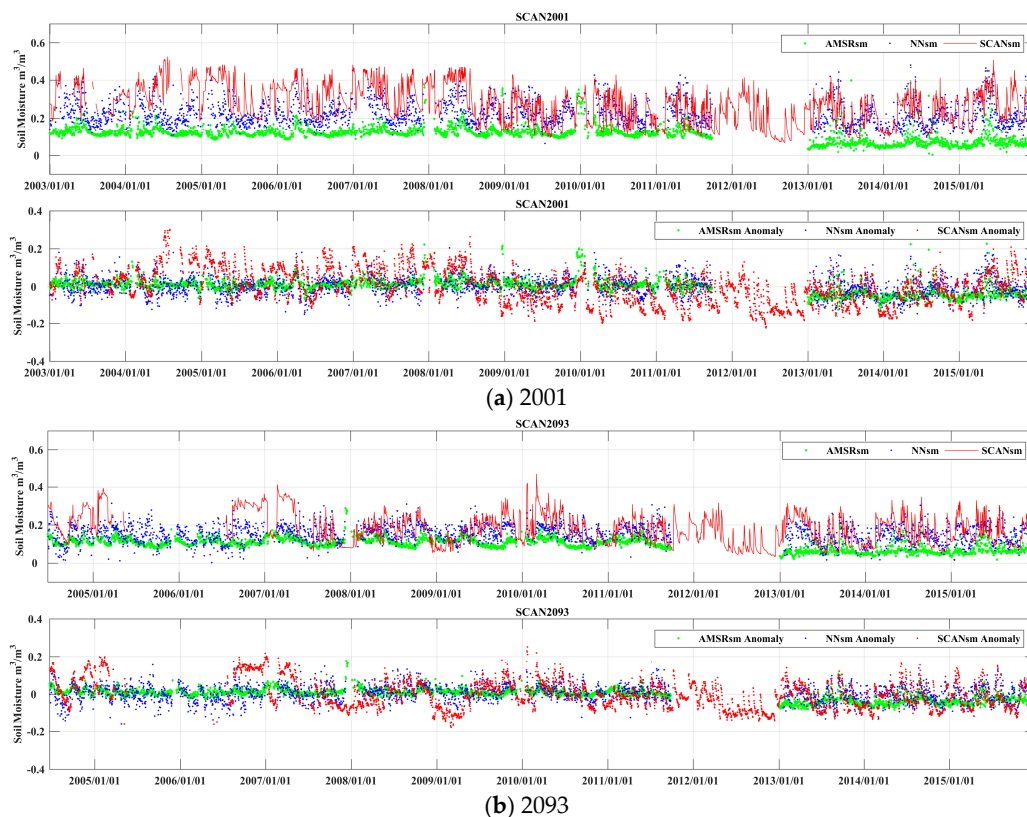 SCAN2001
AMSRsm NNsm SCANsm
Soil Moisture m³/m³
0.6
0.4
0.2
0
2003/01/01 2004/01/01 2005/01/01 2006/01/01 2007/01/01 2008/01/01 2009/01/01 2010/01/01 2011/01/01 2012/01/01 2013/01/01 2014/01/01 2015/01/01
SCAN2001
AMSRsm Anomaly NNsm Anomaly SCANsm Anomaly
Soil Moisture m³/m³
0.4
0.2
0
-0.2
-0.4
2003/01/01 2004/01/01 2005/01/01 2006/01/01 2007/01/01 2008/01/01 2009/01/01 2010/01/01 2011/01/01 2012/01/01 2013/01/01 2014/01/01 2015/01/01
(a) 2001
SCAN2093
AMSRsm NNsm SCANsm
Soil Moisture m³/m³
0.6
0.4
0.2
0
2005/01/01 2006/01/01 2007/01/01 2008/01/01 2009/01/01 2010/01/01 2011/01/01 2012/01/01 2013/01/01 2014/01/01 2015/01/01
SCAN2093
AMSRsm Anomaly NNsm Anomaly SCANsm Anomaly
Soil Moisture m³/m³
0.4
0.2
0
-0.2
-0.4
2005/01/01 2006/01/01 2007/01/01 2008/01/01 2009/01/01 2010/01/01 2011/01/01 2012/01/01 2013/01/01 2014/01/01 2015/01/01
(b) 2093